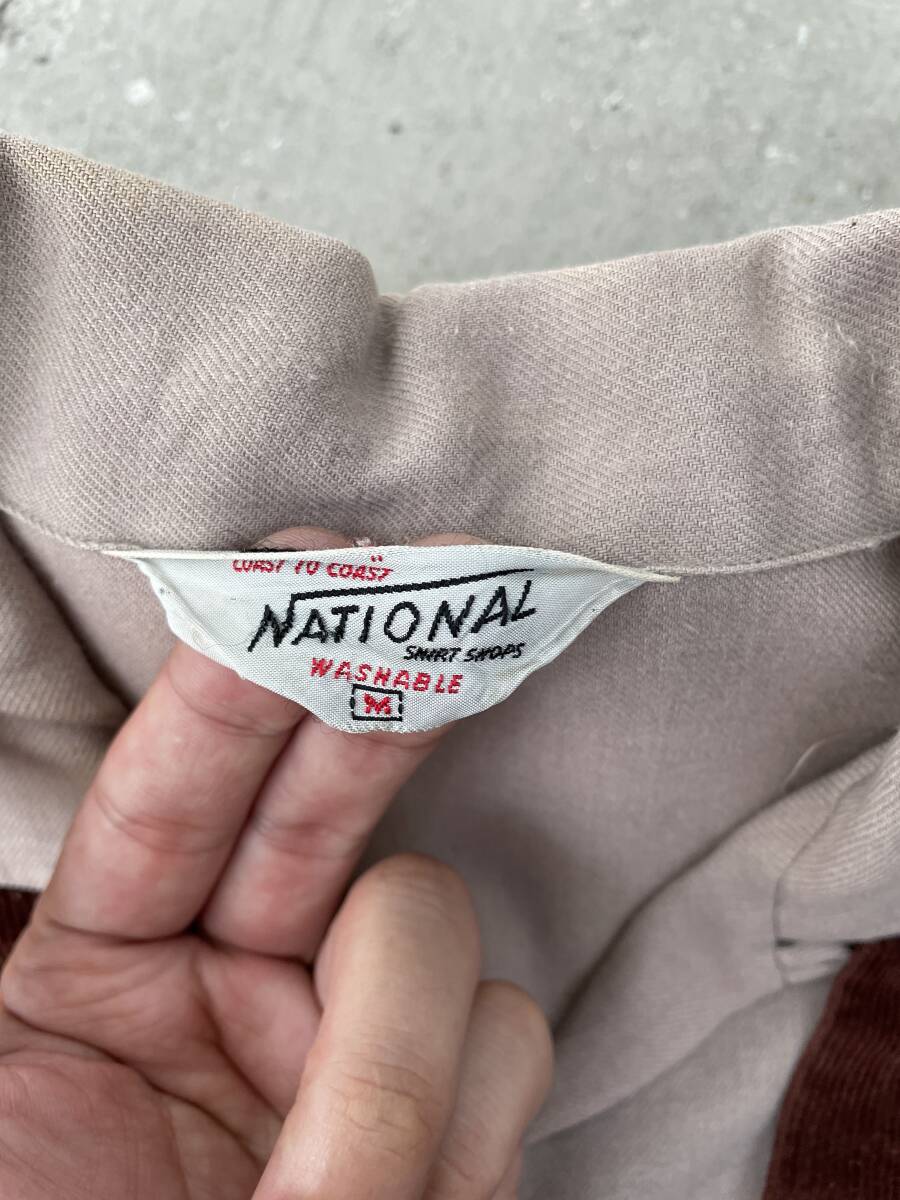 "COAST TO COAST"
NATIONAL
SHIRT SHOPS
WASHABLE
M